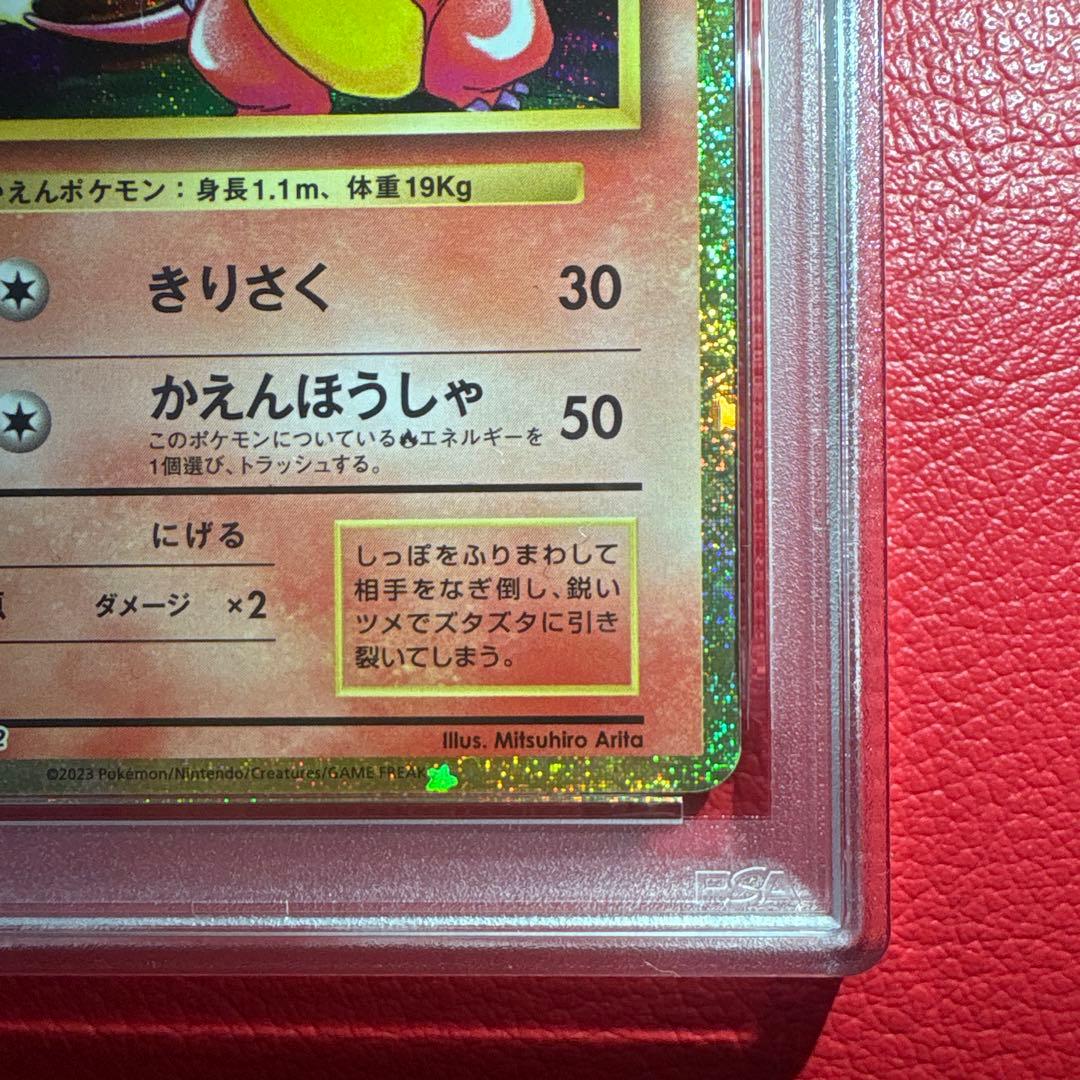 えんポケモン：身長1.1m、体重19Kg
きりさく 30
かえんほうしゃ 50
このポケモンについているエネルギーを
1個選び、トラッシュする。
にげる
ダメージ ×2
しっぽをふりまわして
相手をなぎ倒し、鋭い
ツメでズタズタに引き
裂いてしまう。
Illus. Mitsuhiro Arita
©2023 Pokémon/Nintendo/Creatures/GAME FREAK
PSA